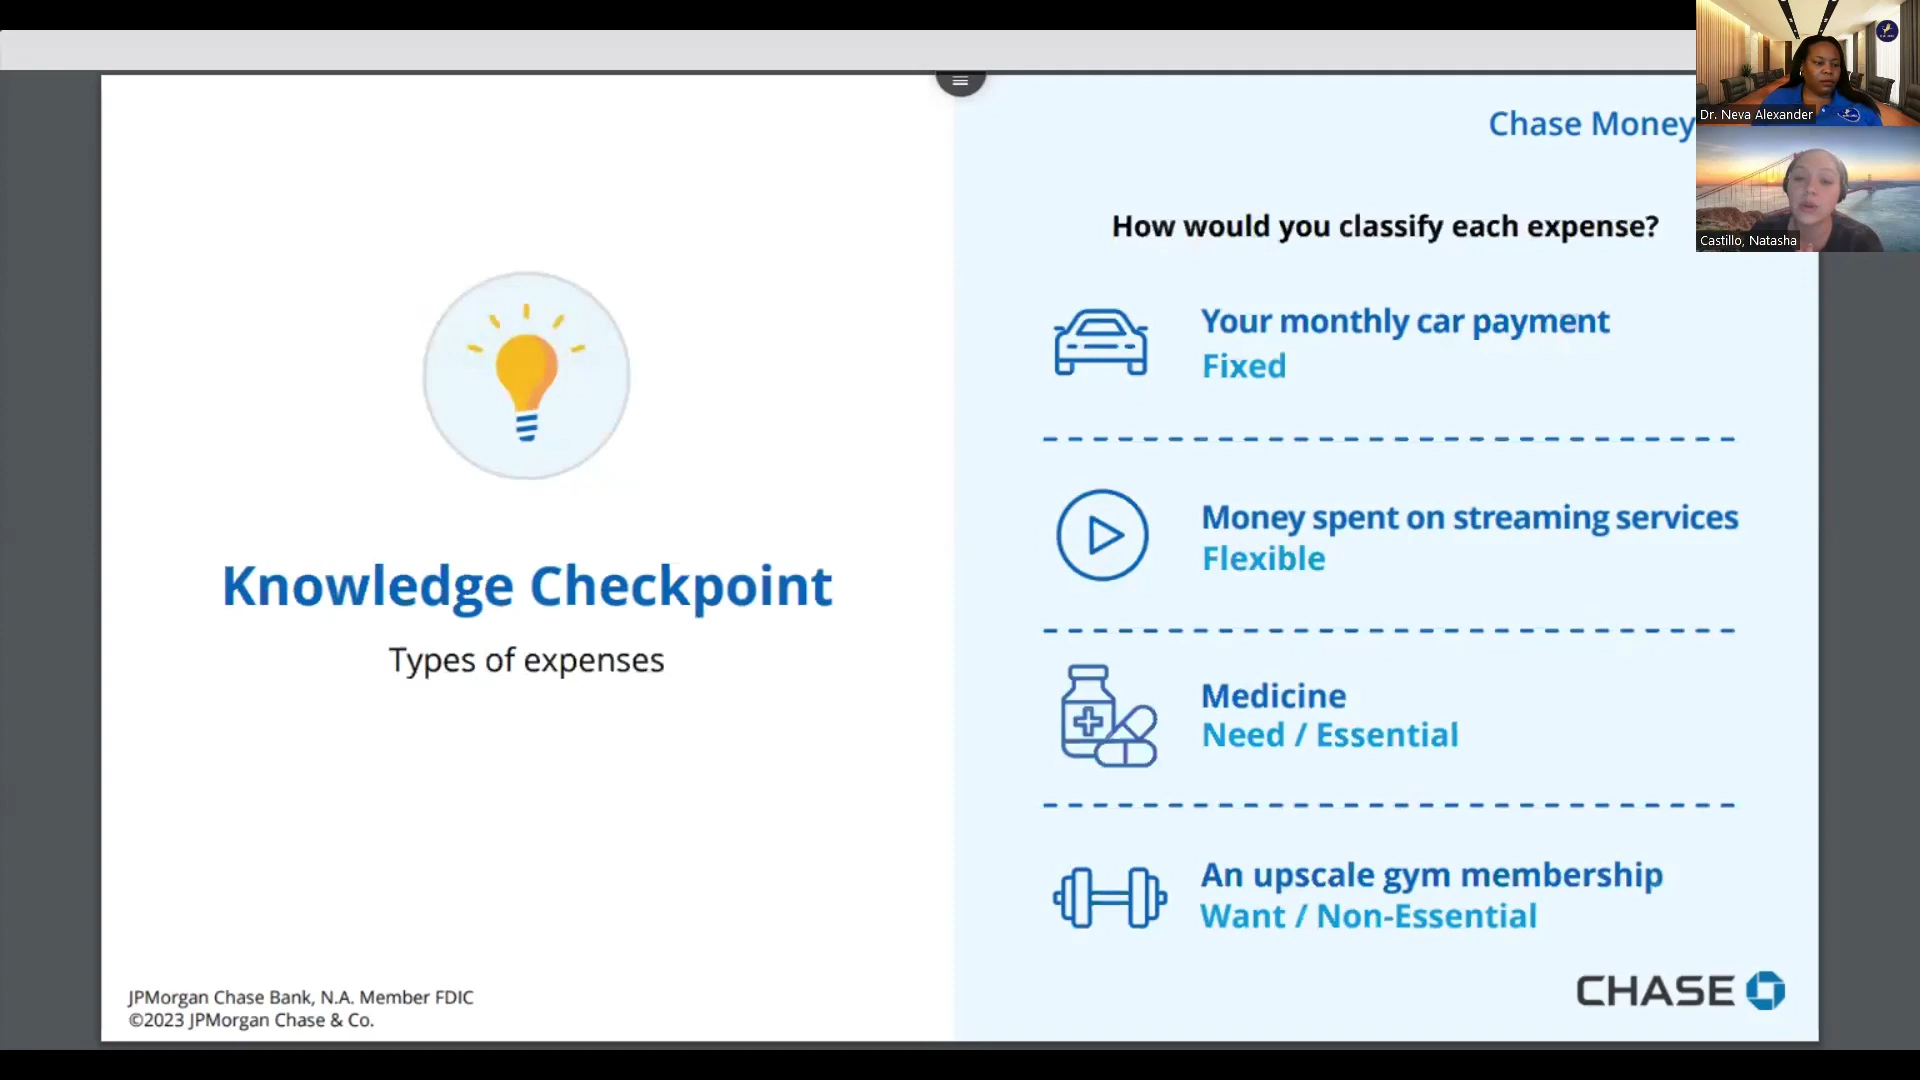 Knowledge Checkpoint
Types of expenses
JPMorgan Chase Bank, N.A. Member FDIC
©2023 JPMorgan Chase & Co.
Chase Money
How would you classify each expense?
Your monthly car payment
Fixed
Money spent on streaming services
Flexible
Medicine
Need / Essential
An upscale gym membership
Want / Non-Essential
CHASE
Dr. Neva Alexander
Castillo, Natasha